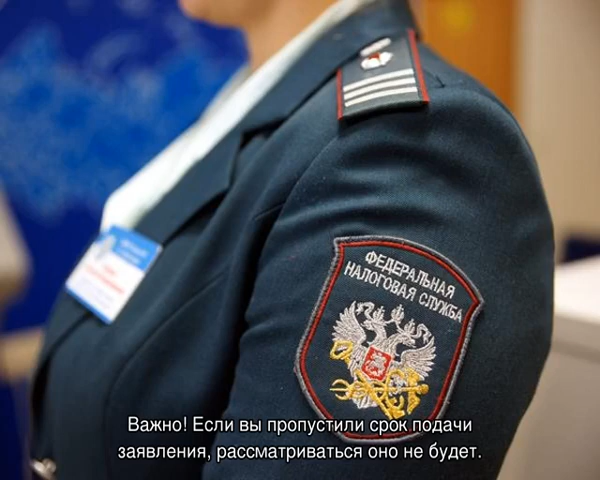 ФЕДЕРАЛЬНАЯ
НАЛОГОВАЯ СЛУЖБА
Важно! Если вы пропустили срок подачи
заявления, рассматриваться оно не будет.